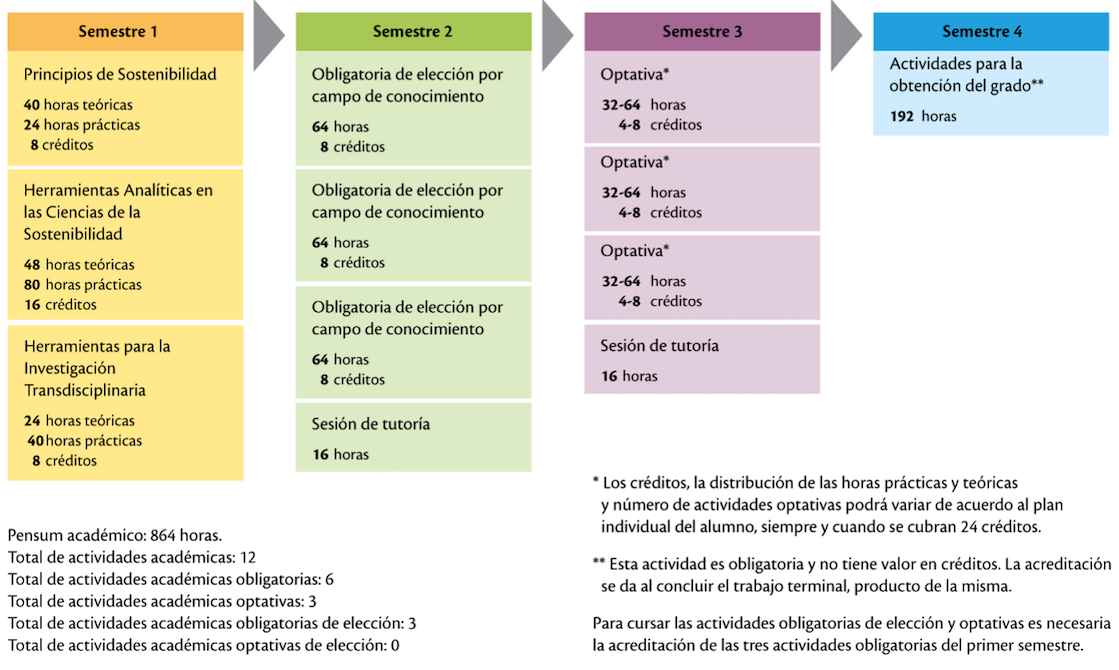 Semestre 1
Principios de Sostenibilidad
40 horas teóricas
24 horas prácticas
8 créditos
Herramientas Analíticas en
las Ciencias de la
Sostenibilidad
48 horas teóricas
80 horas prácticas
16 créditos
Herramientas para la
Investigación
Transdisciplinaria
24 horas teóricas
40 horas prácticas
8 créditos
Semestre 2
Obligatoria de elección por
campo de conocimiento
64 horas
8 créditos
Obligatoria de elección por
campo de conocimiento
64 horas
8 créditos
Obligatoria de elección por
campo de conocimiento
64 horas
8 créditos
Sesión de tutoría
16 horas
Semestre 3
Optativa*
32-64 horas
4-8 créditos
Optativa*
32-64 horas
4-8 créditos
Optativa*
32-64 horas
4-8 créditos
Sesión de tutoría
16 horas
Semestre 4
Actividades para la
obtención del grado**
192 horas
Pensum académico: 864 horas.
Total de actividades académicas: 12
Total de actividades académicas obligatorias: 6
Total de actividades académicas optativas: 3
Total de actividades académicas obligatorias de elección: 3
Total de actividades académicas optativas de elección: 0
* Los créditos, la distribución de las horas prácticas y teóricas
y número de actividades optativas podrá variar de acuerdo al plan
individual del alumno, siempre y cuando se cubran 24 créditos.
** Esta actividad es obligatoria y no tiene valor en créditos. La acreditación
se da al concluir el trabajo terminal, producto de la misma.
Para cursar las actividades obligatorias de elección y optativas es necesaria
la acreditación de las tres actividades obligatorias del primer semestre.